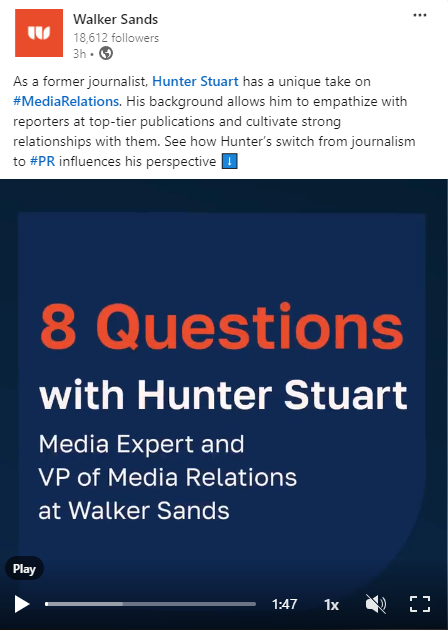 Walker Sands
18,612 followers
3h •
As a former journalist, Hunter Stuart has a unique take on
#MediaRelations. His background allows him to empathize with
reporters at top-tier publications and cultivate strong
relationships with them. See how Hunter's switch from journalism
to #PR influences his perspective ⬇️
8 Questions
with Hunter Stuart
Media Expert and
VP of Media Relations
at Walker Sands
Play
1:47
1x